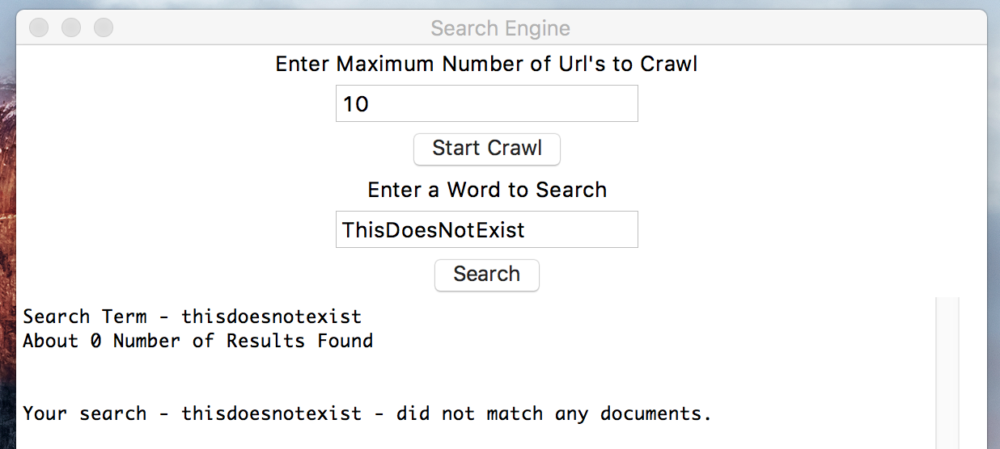 Search Engine
Enter Maximum Number of Url's to Crawl
10
Start Crawl
Enter a Word to Search
ThisDoesNotExist
Search
Search Term - thisdoesnotexist
About 0 Number of Results Found
Your search - thisdoesnotexist - did not match any documents.